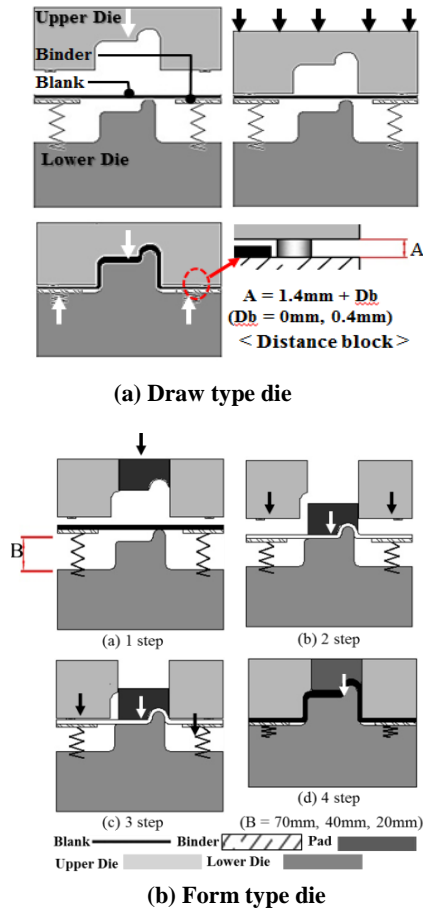 Upper Die
Binder
Blank
Lower Die
A
A = 1.4mm + Db
(Db = 0mm, 0.4mm)
< Distance block >
(a) Draw type die
B
(a) 1 step
(b) 2 step
(c) 3 step
(d) 4 step
(B = 70mm, 40mm, 20mm)
Blank Binder Pad
Upper Die Lower Die
(b) Form type die